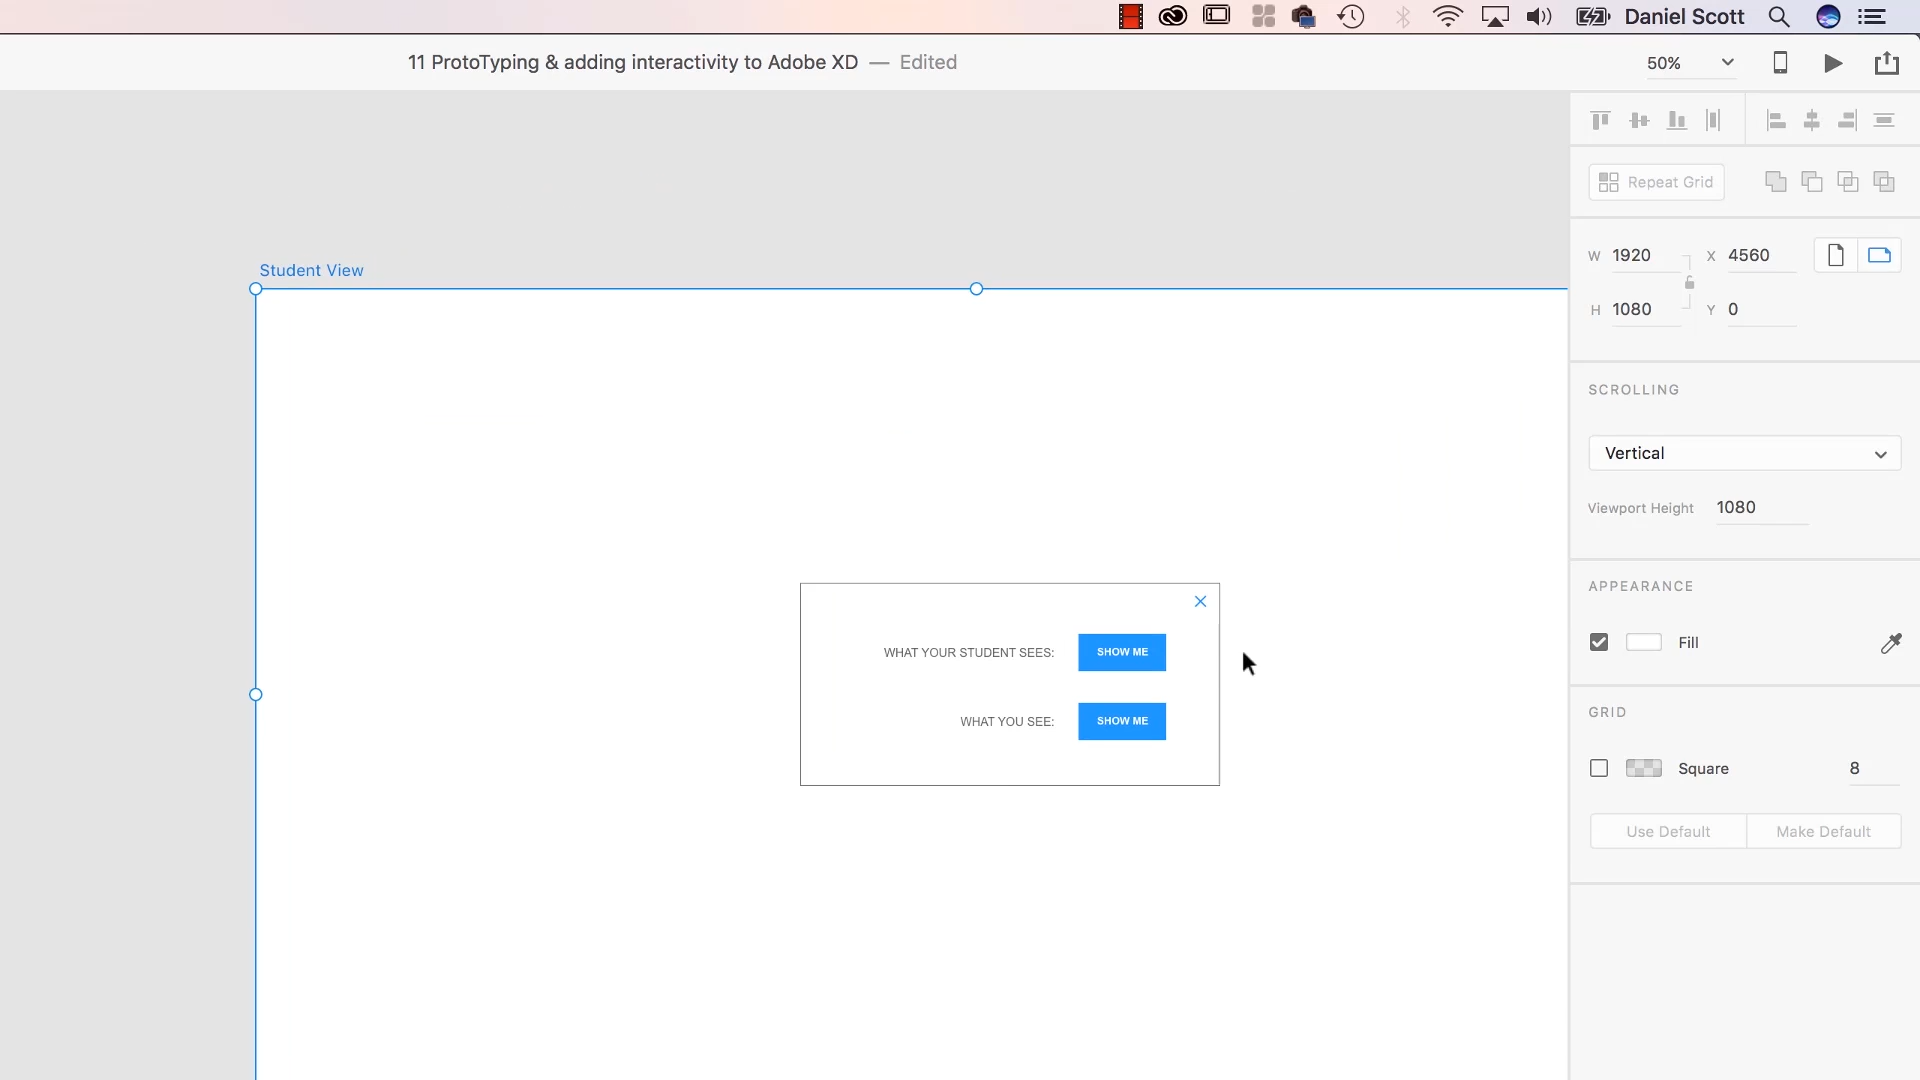 Daniel Scott
11 ProtoTyping & adding interactivity to Adobe XD — Edited
50%
Repeat Grid
W 1920 X 4560
H 1080 Y 0
SCROLLING
Vertical
Viewport Height 1080
APPEARANCE
Fill
GRID
Square 8
Use Default Make Default
Student View
WHAT YOUR STUDENT SEES: SHOW ME
WHAT YOU SEE: SHOW ME